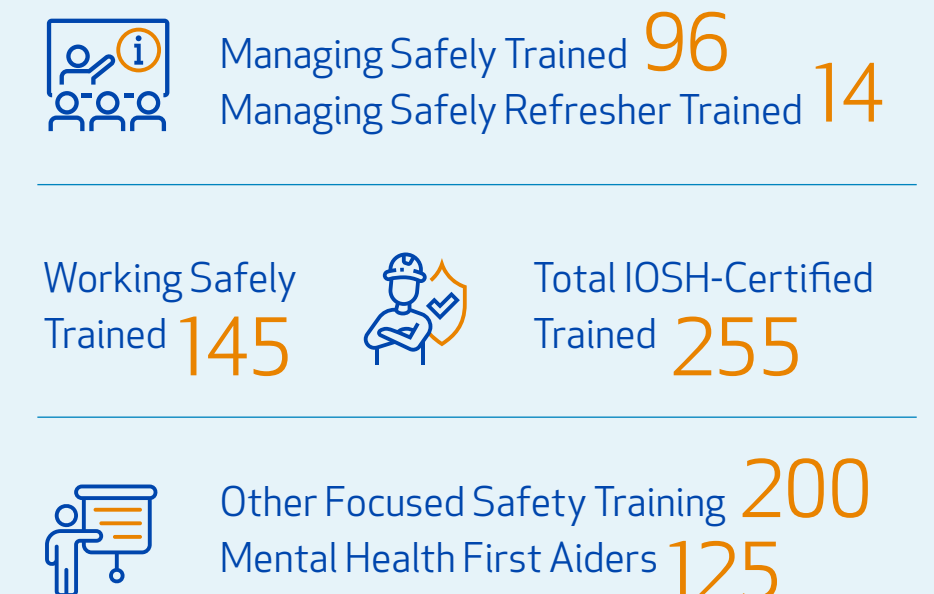 i
Managing Safely Trained 96
Managing Safely Refresher Trained 14
Working Safely
Trained 145
Total IOSH-Certified
Trained 255
Other Focused Safety Training 200
Mental Health First Aiders 125